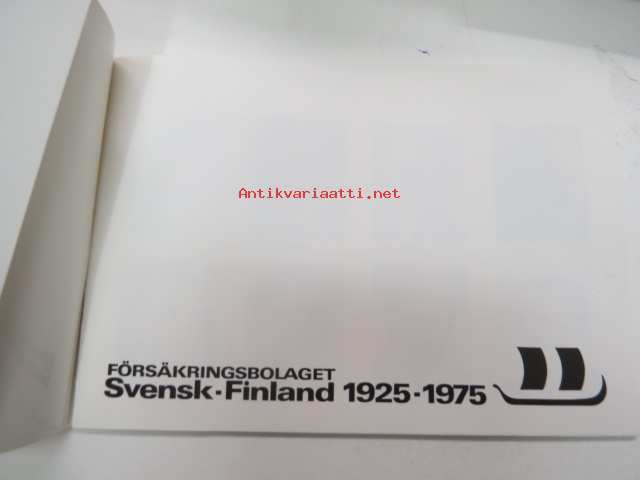 Antikvariaatti.net
FÖRSÄKRINGSBOLAGET
Svensk-Finland 1925-1975